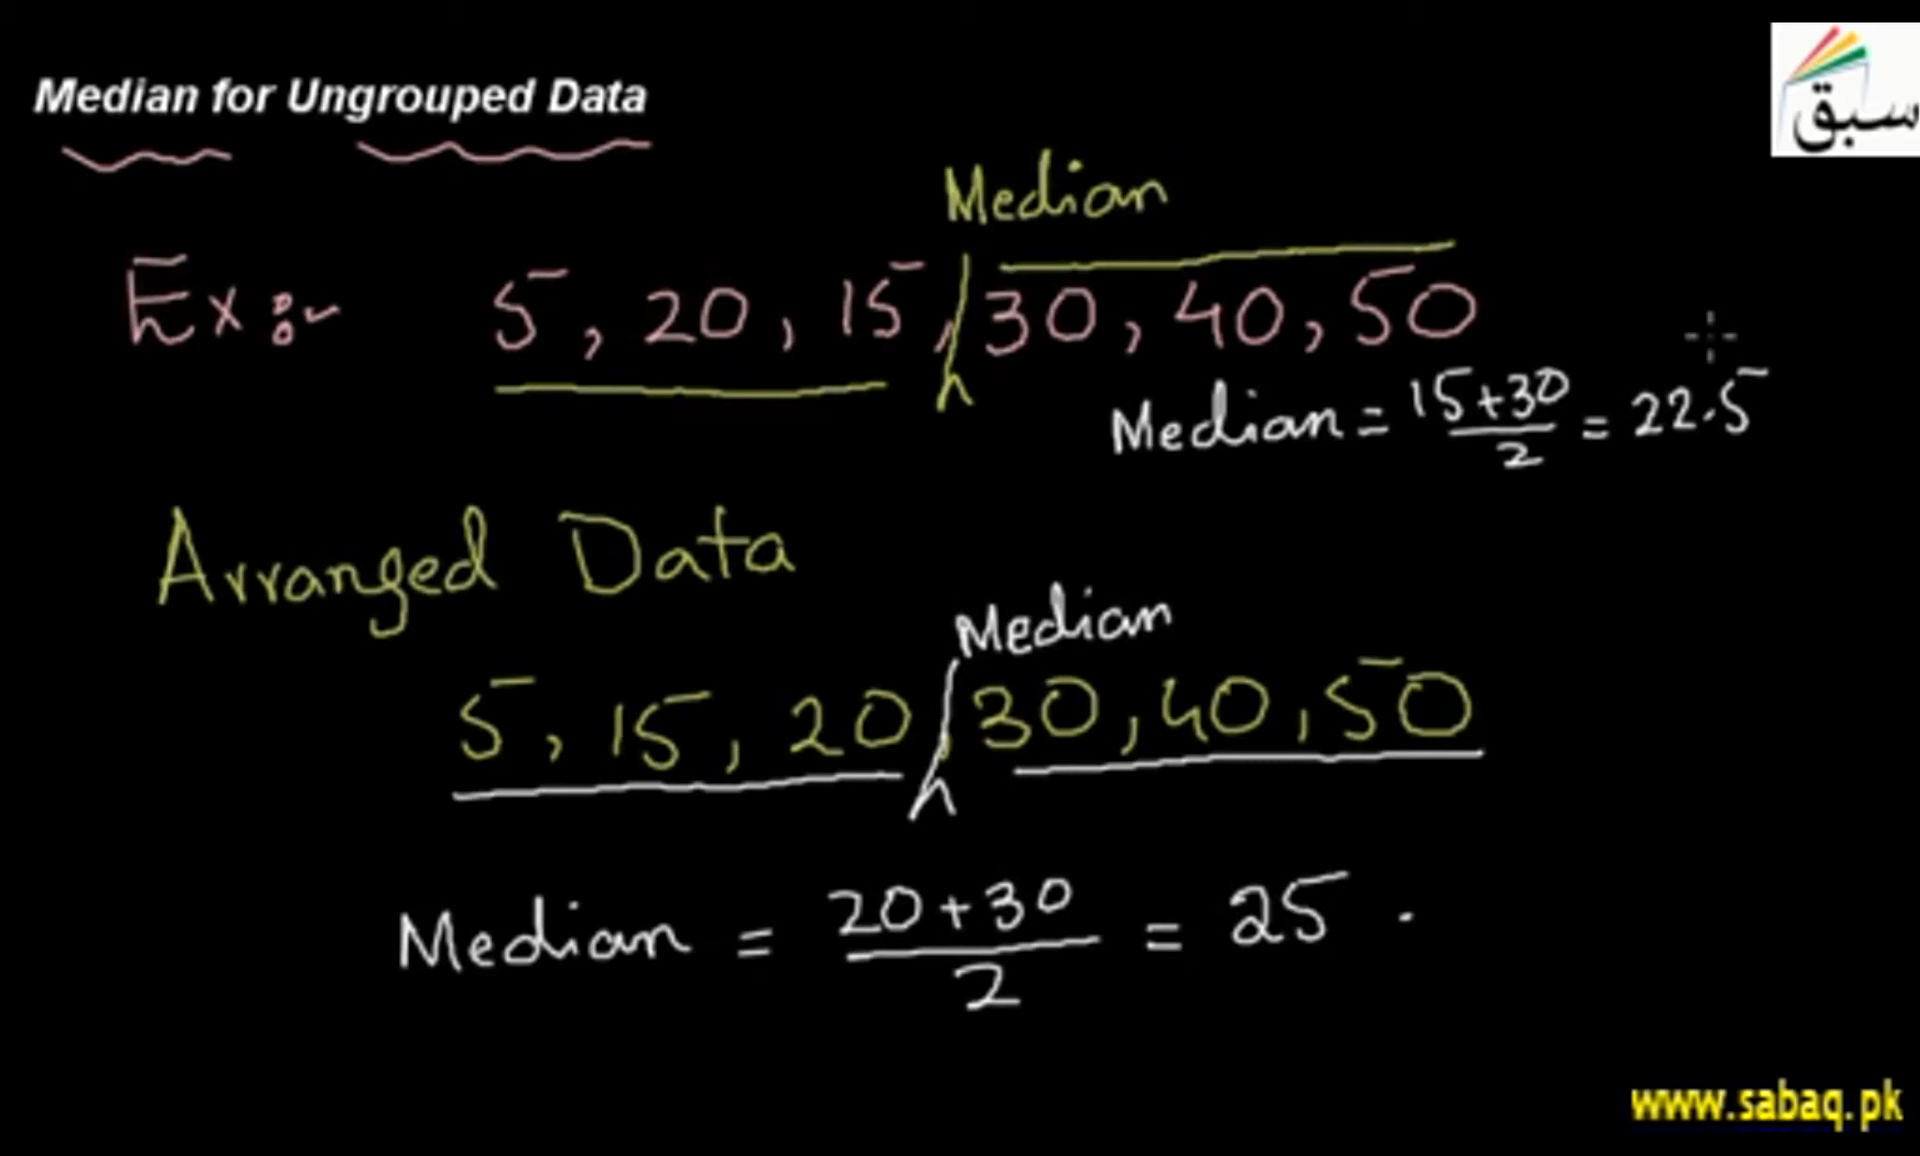 سبق
Median for Ungrouped Data
Median
Ex:- 5, 20, 15, 30, 40, 50
Median = 15+30/2 = 22.5
Arranged Data
Median
5, 15, 20, 30, 40, 50
Median = 20+30/2 = 25.
www.sabaq.pk